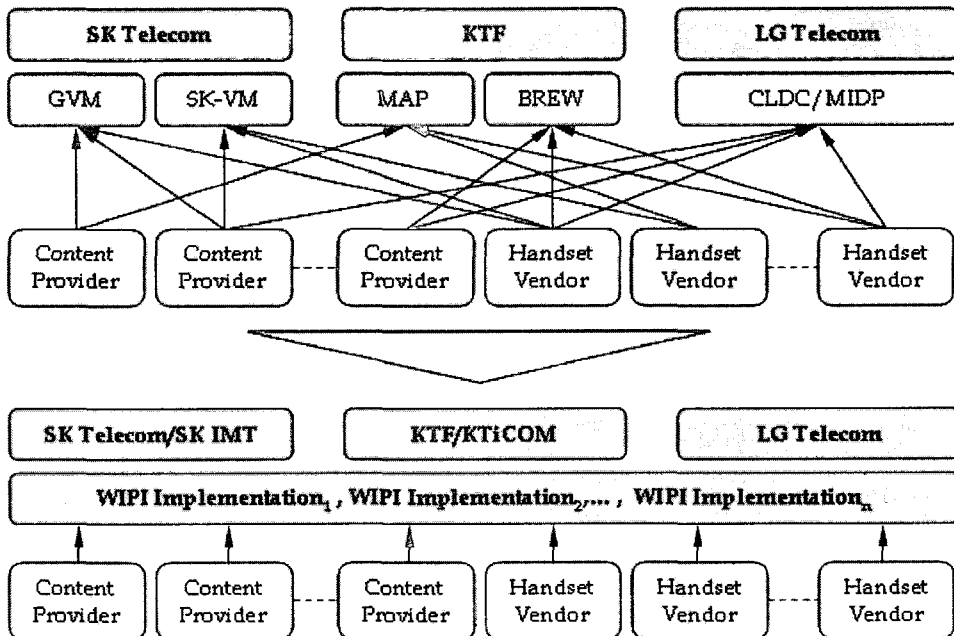 SK Telecom
KTF
LG Telecom
GVM
SK-VM
MAP
BREW
CLDC/MIDP
Content
Provider
Content
Provider
Content
Provider
Handset
Vendor
Handset
Vendor
Handset
Vendor
SK Telecom/SK IMT
KTF/KTiCOM
LG Telecom
WIPI Implementation1 , WIPI Implementation2,... , WIPI Implementationn
Content
Provider
Content
Provider
Content
Provider
Handset
Vendor
Handset
Vendor
Handset
Vendor